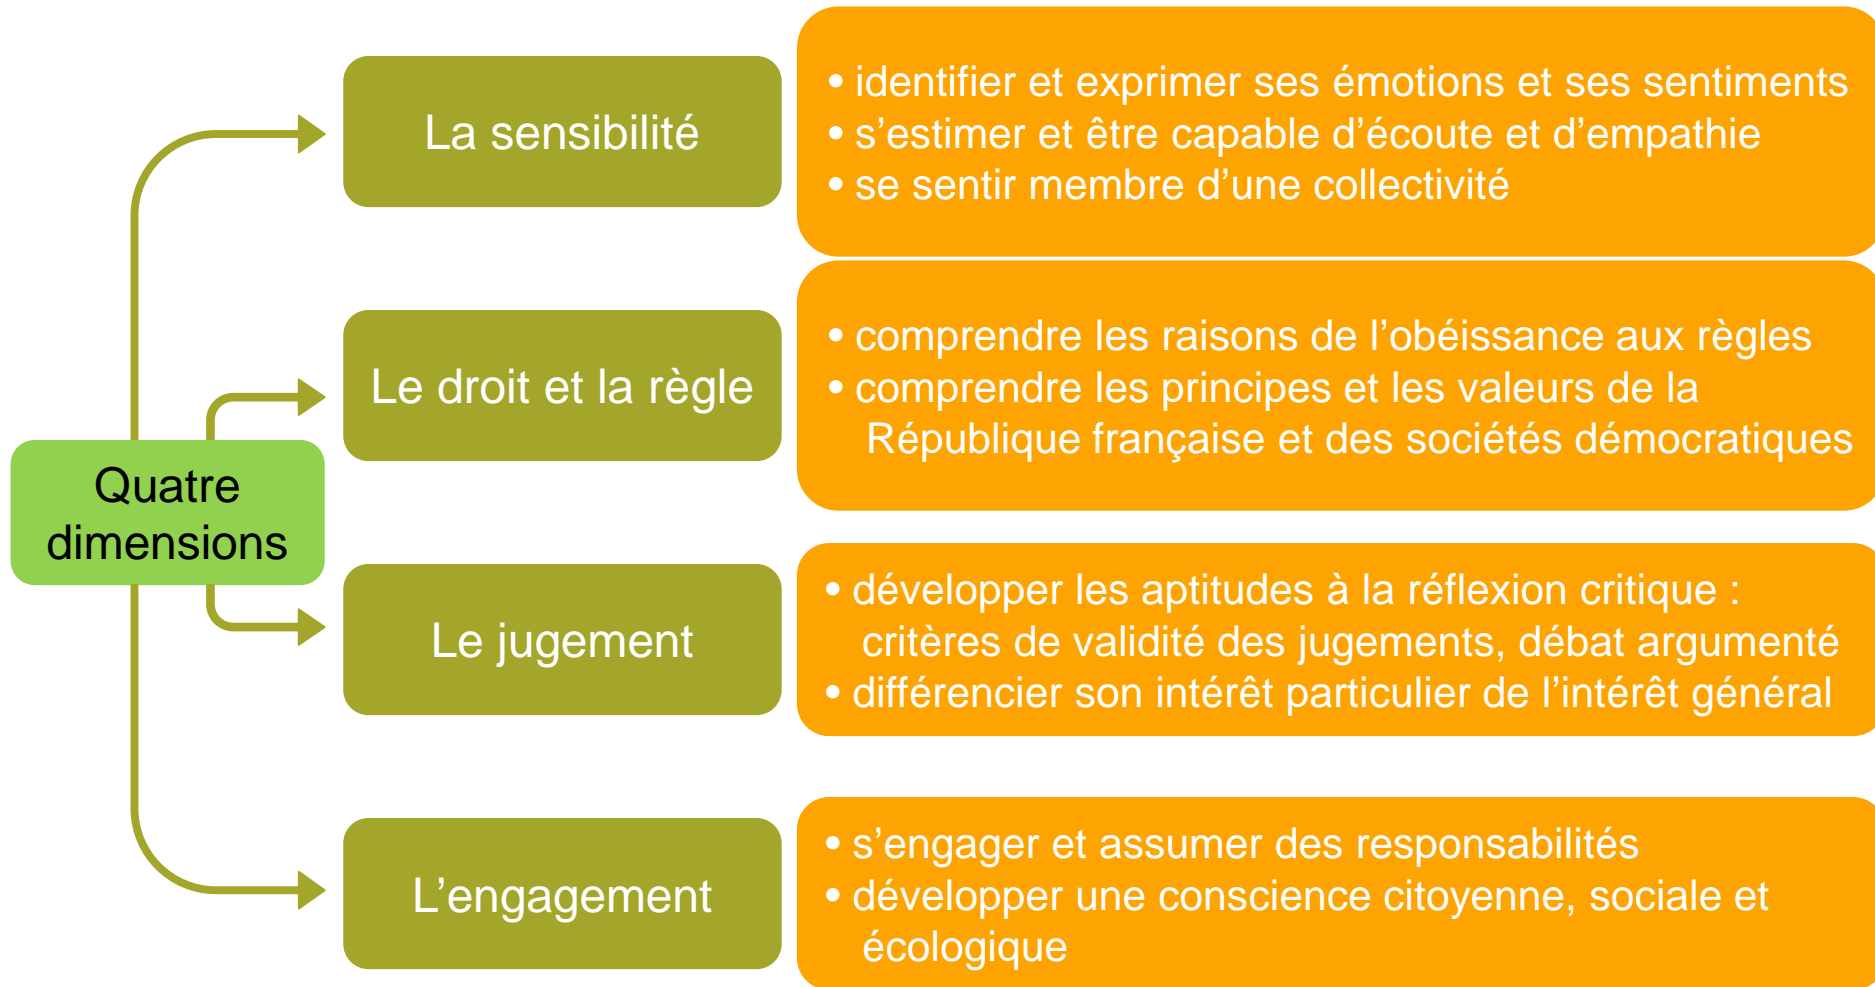 Quatre
dimensions
La sensibilité
• identifier et exprimer ses émotions et ses sentiments
• s’estimer et être capable d’écoute et d’empathie
• se sentir membre d’une collectivité
Le droit et la règle
• comprendre les raisons de l’obéissance aux règles
• comprendre les principes et les valeurs de la
République française et des sociétés démocratiques
Le jugement
• développer les aptitudes à la réflexion critique :
critères de validité des jugements, débat argumenté
• différencier son intérêt particulier de l’intérêt général
L’engagement
• s’engager et assumer des responsabilités
• développer une conscience citoyenne, sociale et
écologique